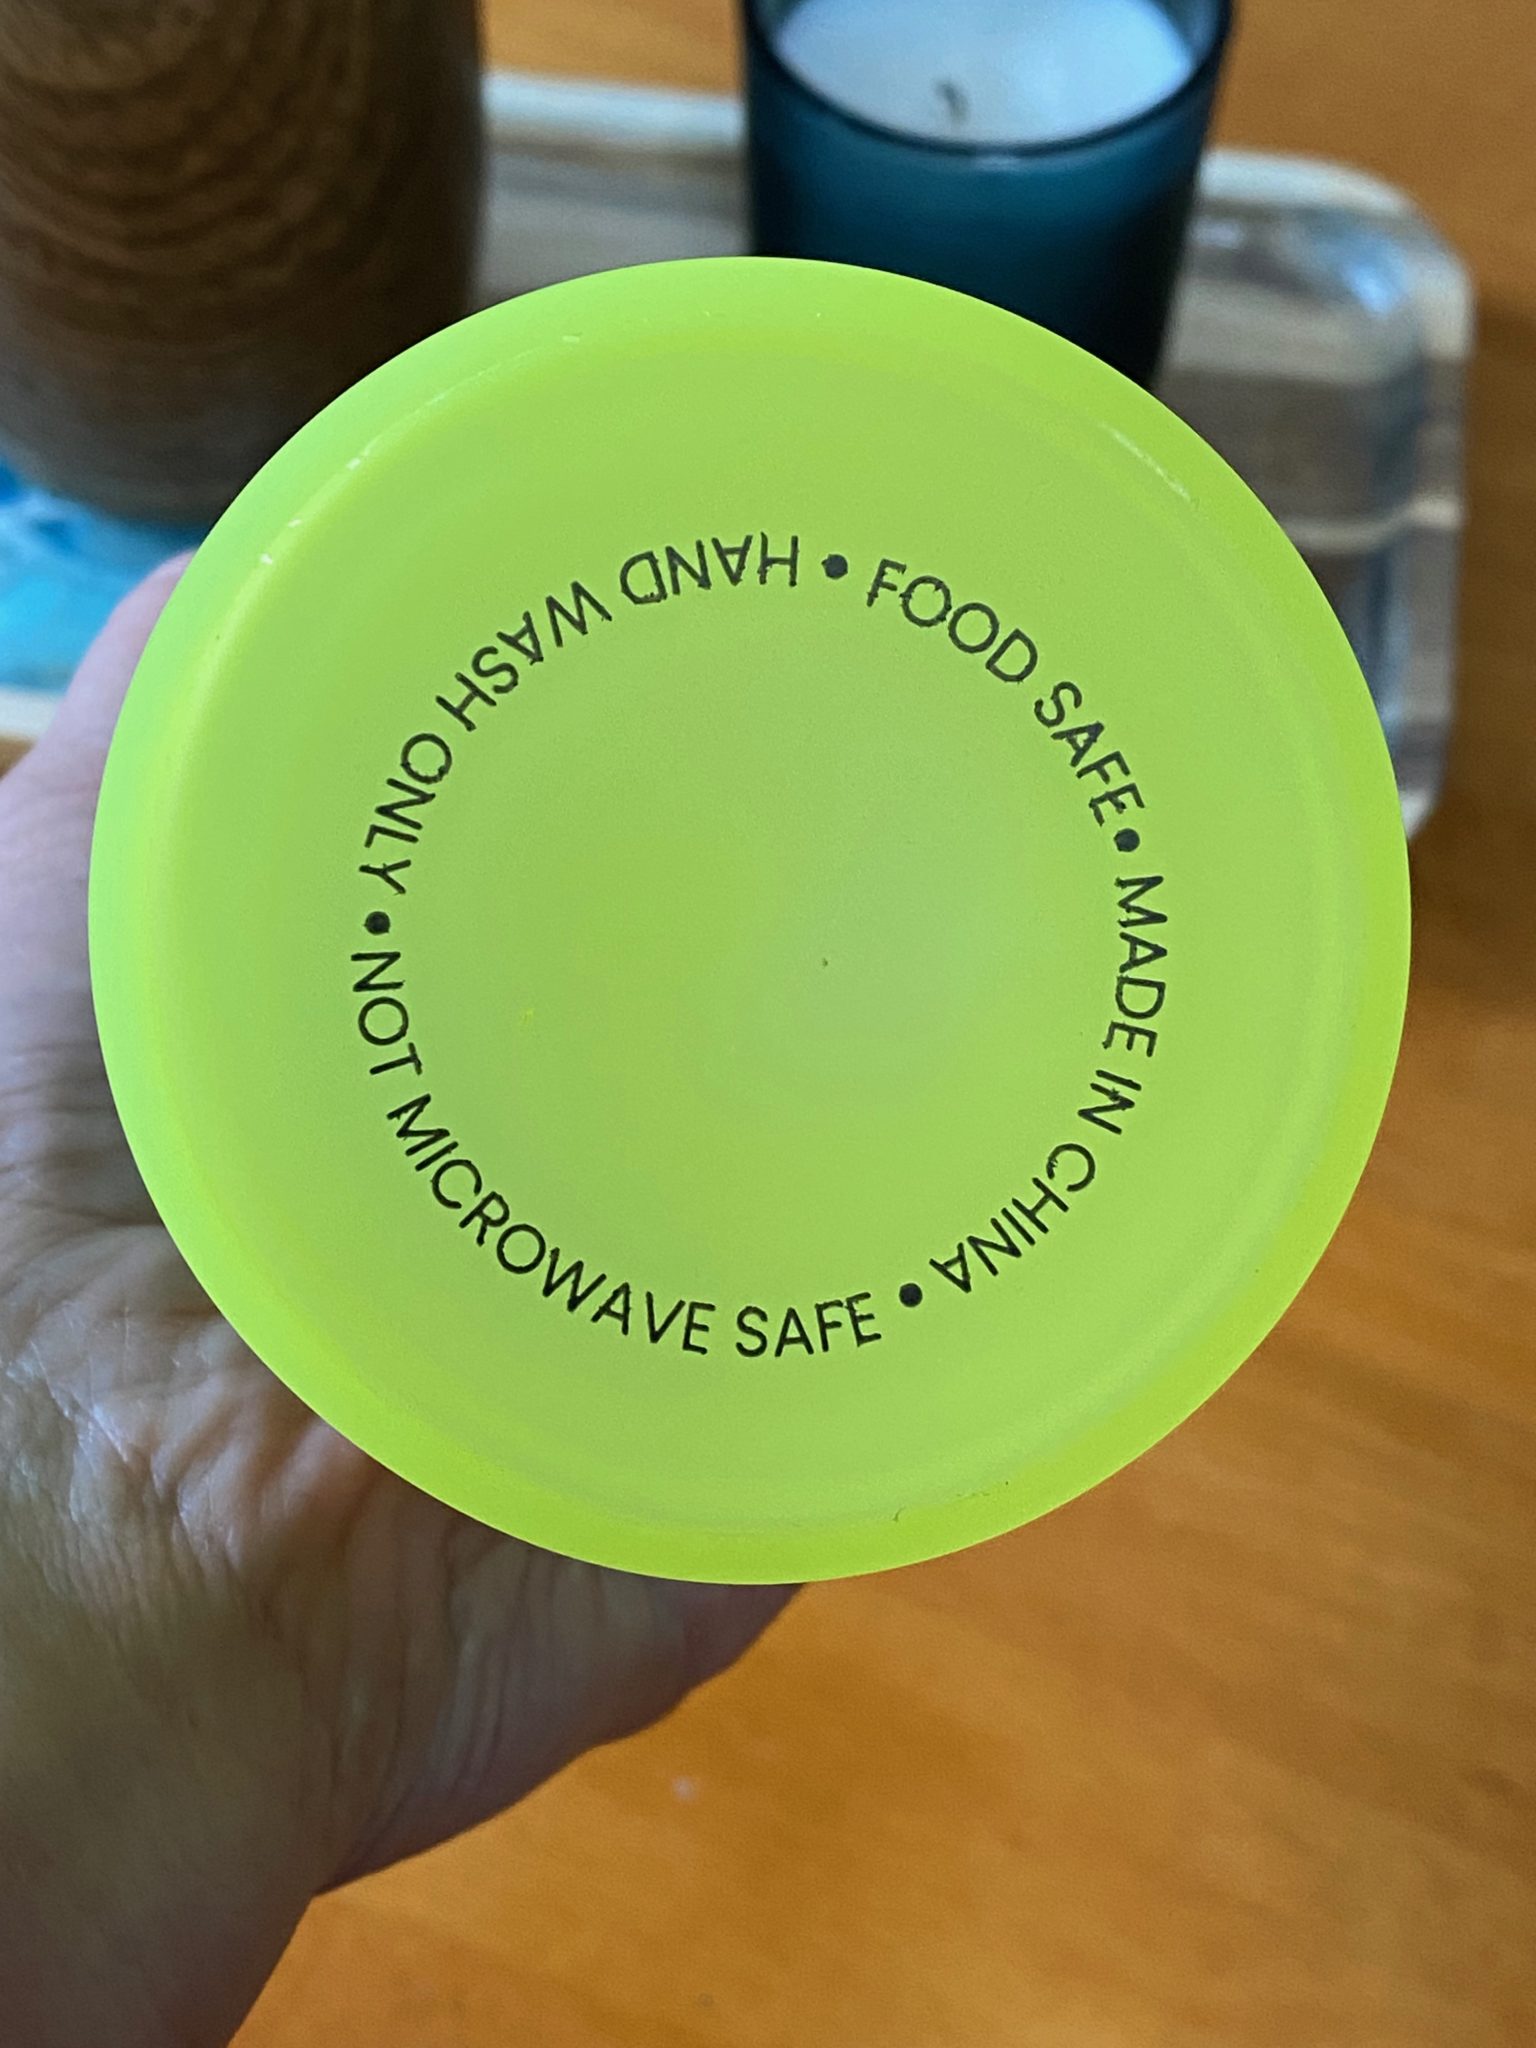 HAND WASH ONLY • NOT MICROWAVE SAFE •
FOOD SAFE • MADE IN CHINA •